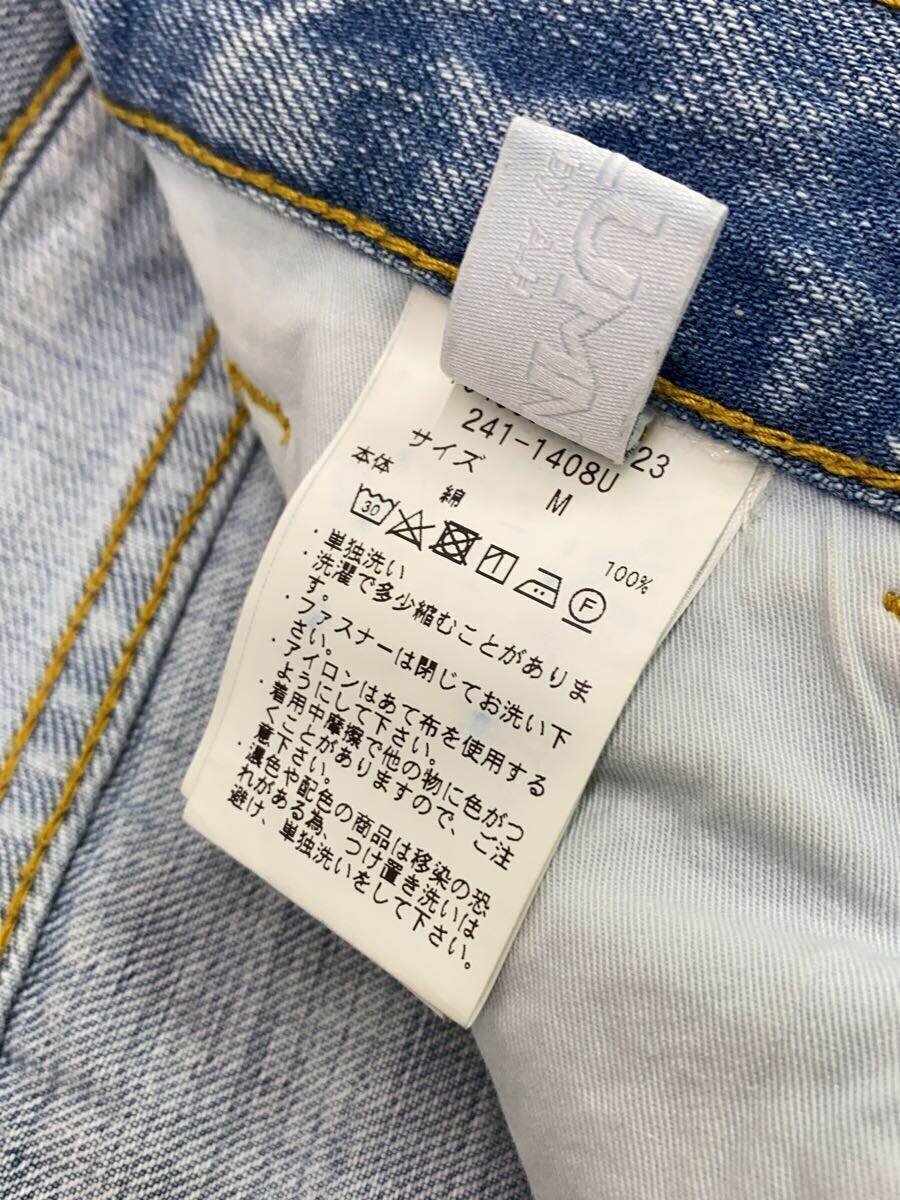 23
241-1408U
サイズ M
本体 綿 100%
30
F
・単独洗い
・洗濯で多少縮むことがありま
す。
・ファスナーは閉じてお洗い下
さい。
・アイロンはあて布を使用する
ようにして下さい。
・着用中摩擦で他の物に色がつ
くことがありますので、ご注
意下さい。
・濃色や配色の商品は移染の恐
れがある為、つけ置き洗いは
避け、単独洗いをして下さい。